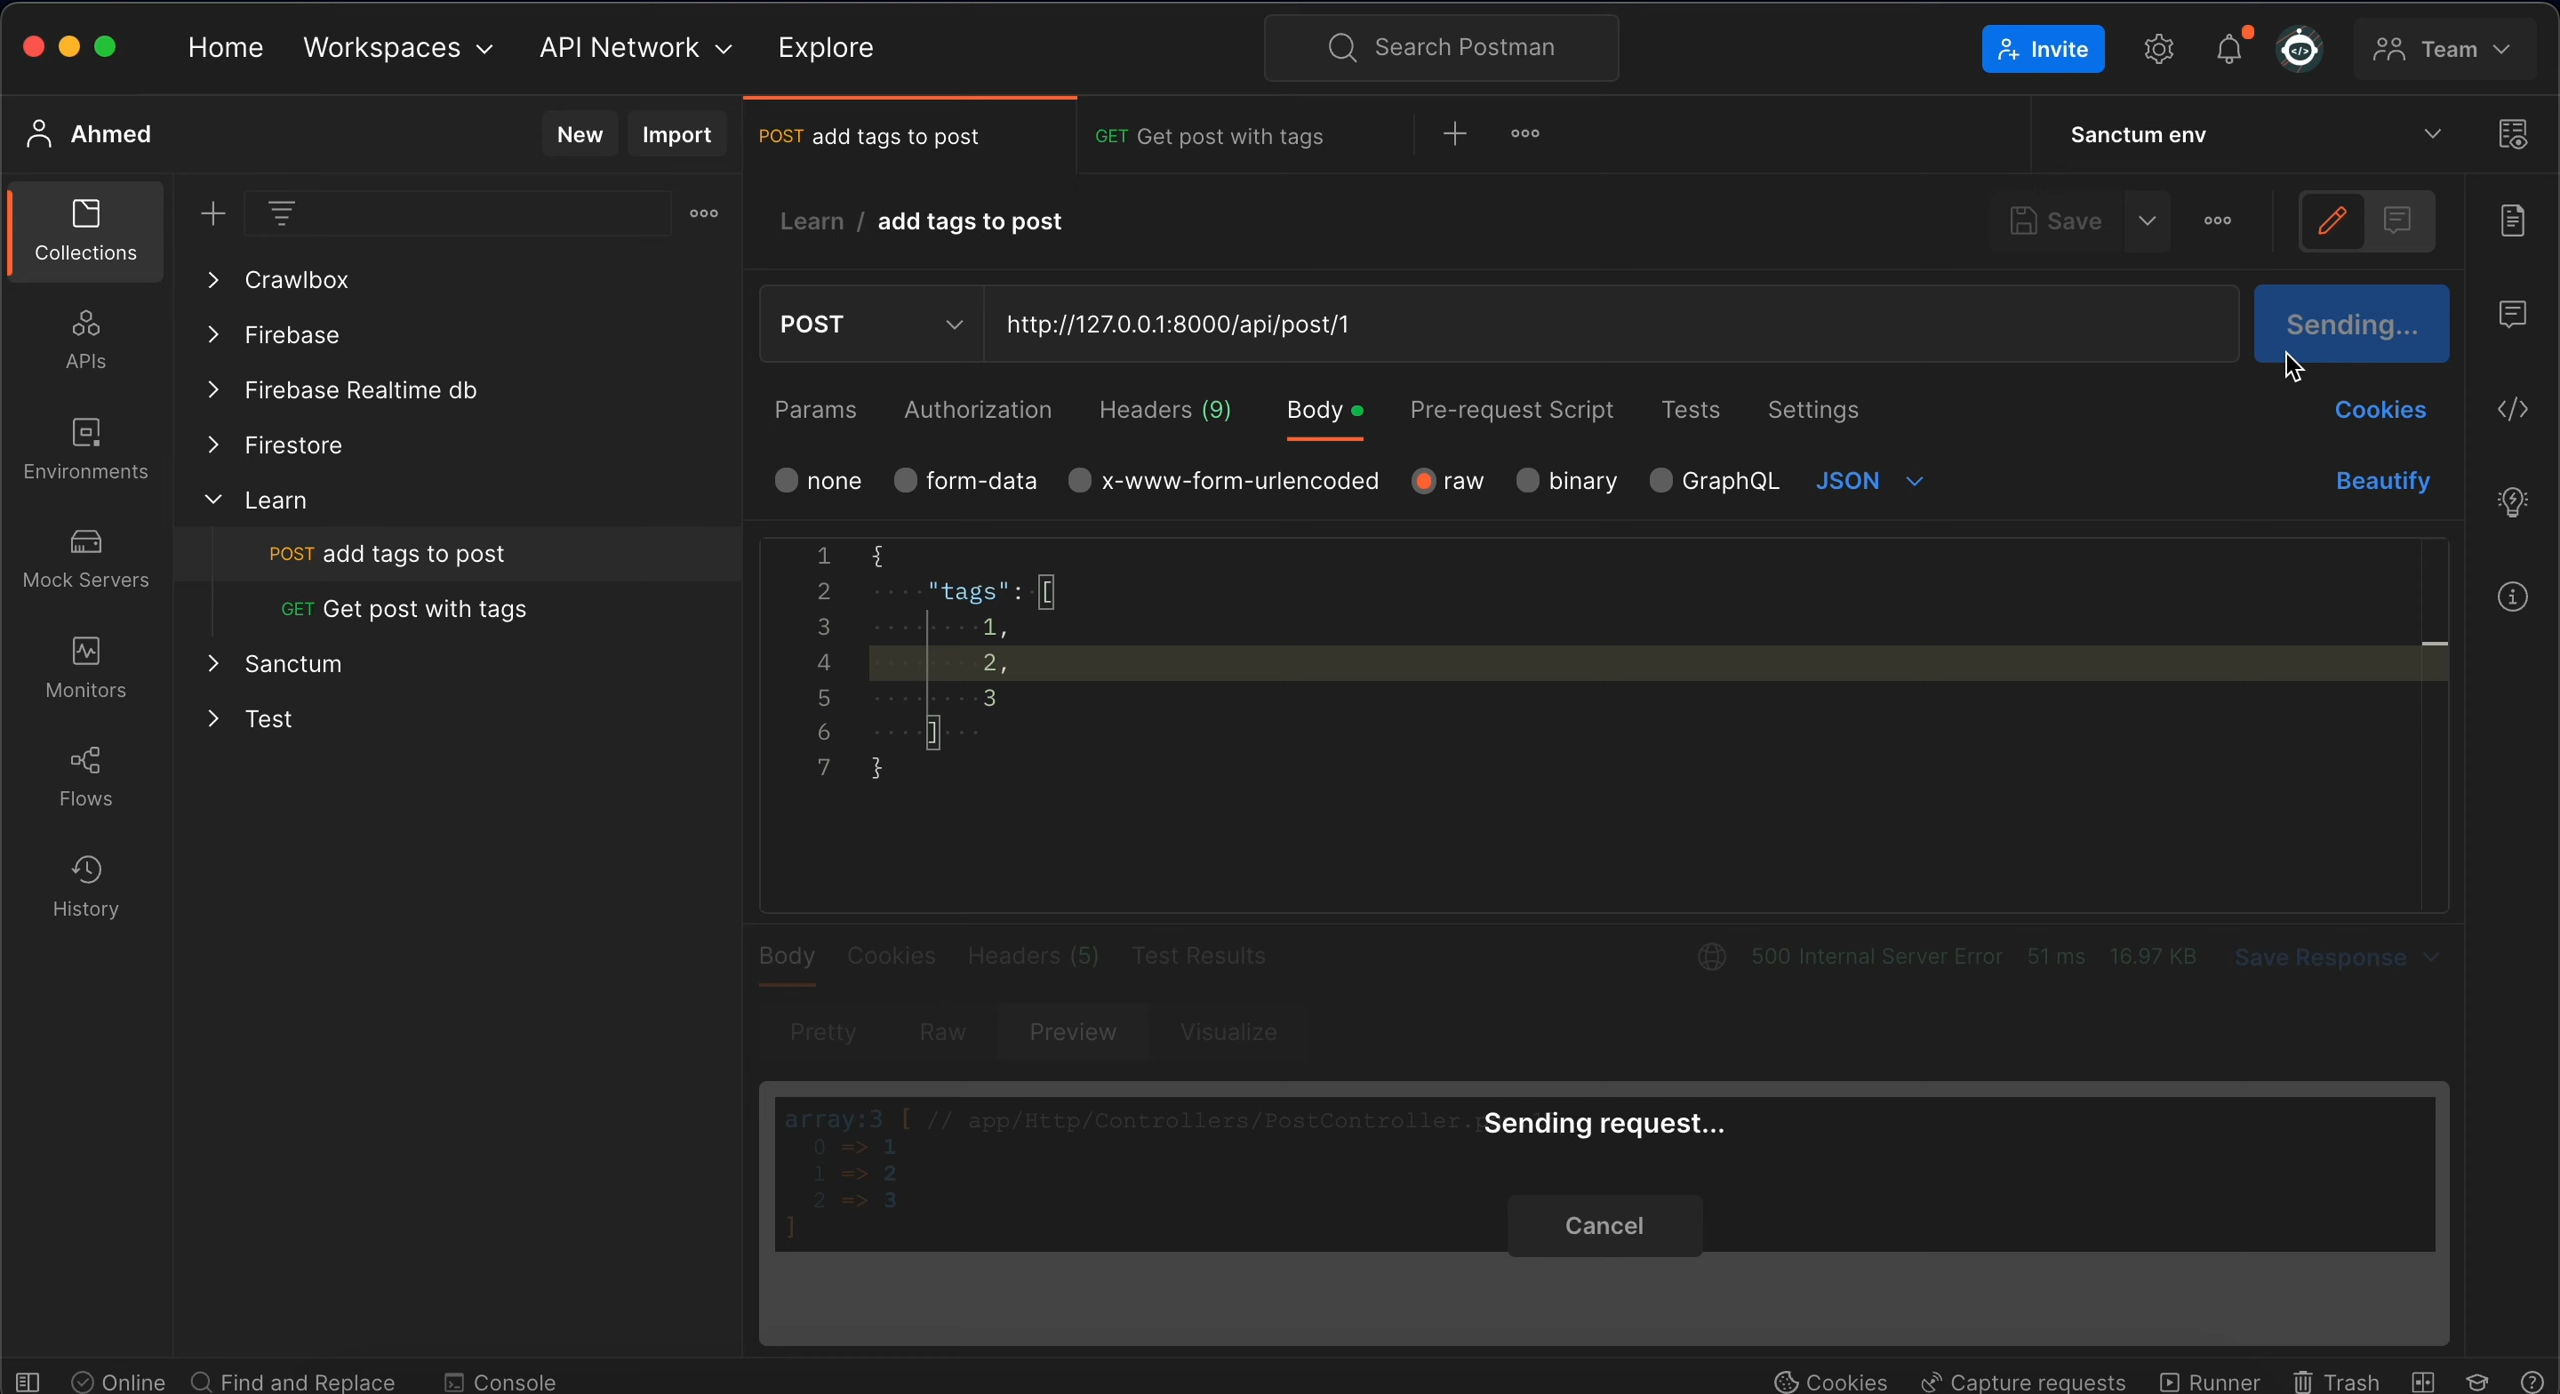 Home Workspaces API Network Explore Search Postman Invite Team
Ahmed New Import POST add tags to post GET Get post with tags Sanctum env
Collections
APIs
Environments
Mock Servers
Monitors
Flows
History
Crawlbox
Firebase
Firebase Realtime db
Firestore
Learn
POST add tags to post
GET Get post with tags
Sanctum
Test
Learn / add tags to post Save
POST http://127.0.0.1:8000/api/post/1 Sending...
Params Authorization Headers (9) Body Pre-request Script Tests Settings Cookies
none form-data x-www-form-urlencoded raw binary GraphQL JSON Beautify
1 {
2 "tags": [
3 1,
4 2,
5 3
6 ]
7 }
Body Cookies Headers (5) Test Results 500 Internal Server Error 51 ms 16.97 KB Save Response
Pretty Raw Preview Visualize
array:3 [ // app/Http/Controllers/PostController.p
Sending request...
0 => 1
1 => 2
2 => 3
]
Cancel
Online Find and Replace Console Cookies Capture requests Runner Trash